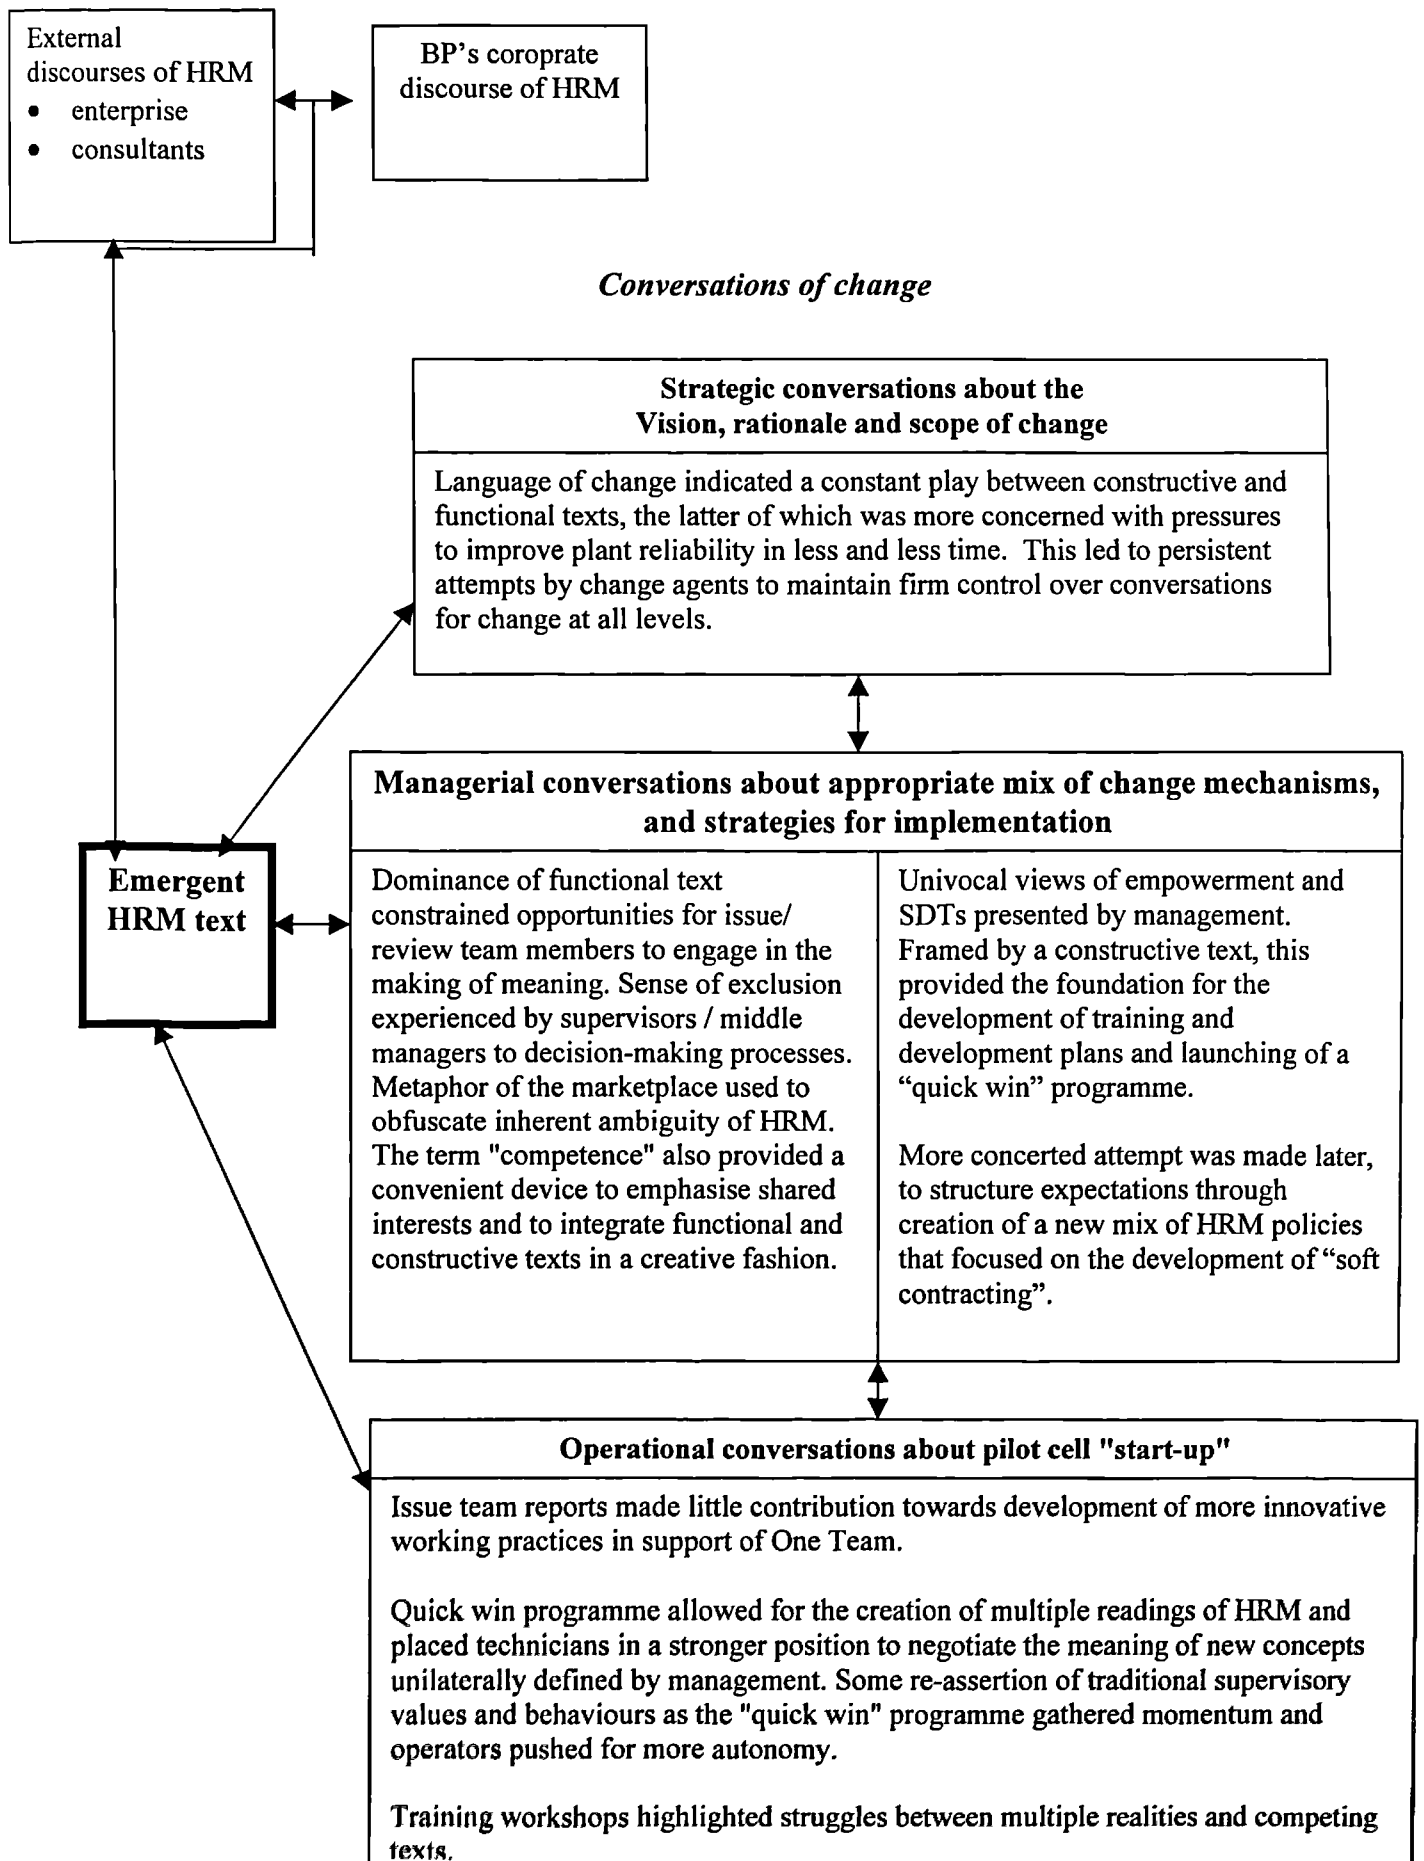 External
discourses of HRM
• enterprise
• consultants
BP's coroprate
discourse of HRM
Conversations of change
Strategic conversations about the
Vision, rationale and scope of change
Language of change indicated a constant play between constructive and
functional texts, the latter of which was more concerned with pressures
to improve plant reliability in less and less time. This led to persistent
attempts by change agents to maintain firm control over conversations
for change at all levels.
Managerial conversations about appropriate mix of change mechanisms,
and strategies for implementation
Emergent
HRM text
Dominance of functional text
constrained opportunities for issue/
review team members to engage in the
making of meaning. Sense of exclusion
experienced by supervisors / middle
managers to decision-making processes.
Metaphor of the marketplace used to
obfuscate inherent ambiguity of HRM.
The term "competence" also provided a
convenient device to emphasise shared
interests and to integrate functional and
constructive texts in a creative fashion.
Univocal views of empowerment and
SDTs presented by management.
Framed by a constructive text, this
provided the foundation for the
development of training and
development plans and launching of a
“quick win” programme.
More concerted attempt was made later,
to structure expectations through
creation of a new mix of HRM policies
that focused on the development of “soft
contracting”.
Operational conversations about pilot cell "start-up"
Issue team reports made little contribution towards development of more innovative
working practices in support of One Team.
Quick win programme allowed for the creation of multiple readings of HRM and
placed technicians in a stronger position to negotiate the meaning of new concepts
unilaterally defined by management. Some re-assertion of traditional supervisory
values and behaviours as the "quick win" programme gathered momentum and
operators pushed for more autonomy.
Training workshops highlighted struggles between multiple realities and competing
texts.